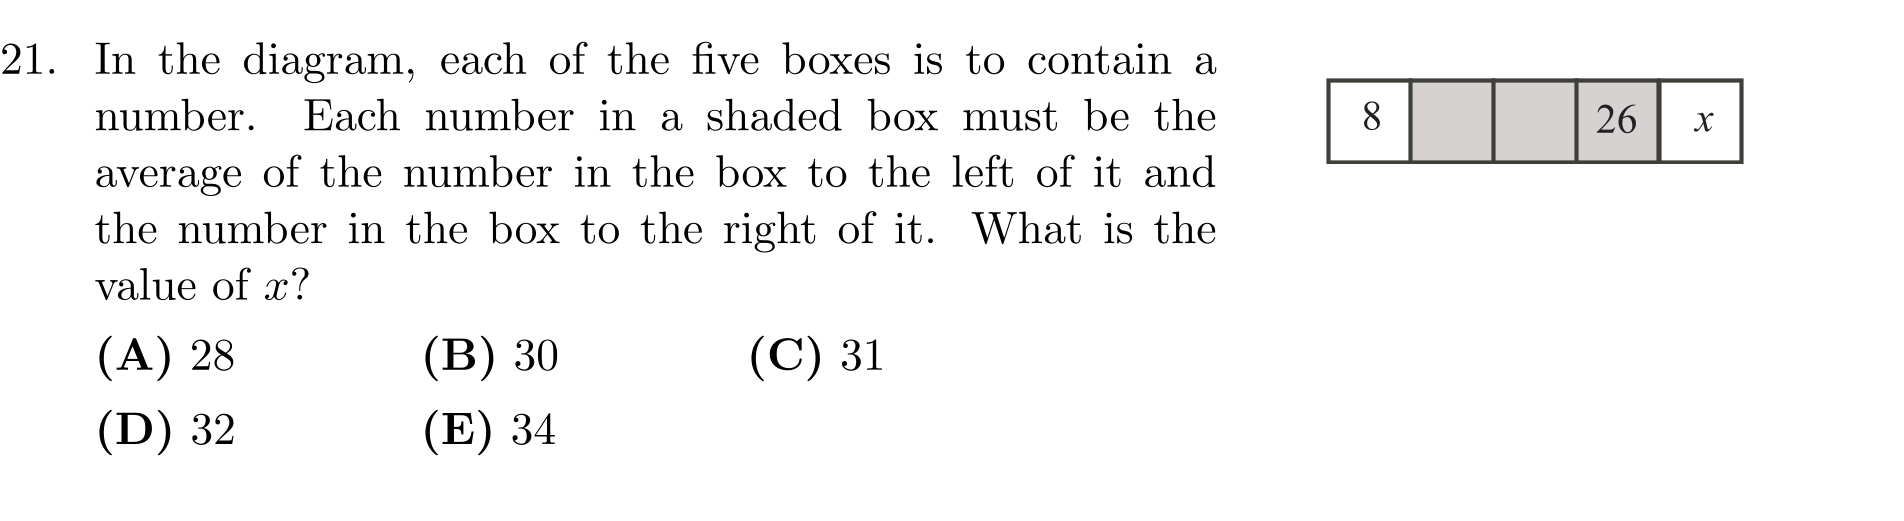 21. In the diagram, each of the five boxes is to contain a
number. Each number in a shaded box must be the
average of the number in the box to the left of it and
the number in the box to the right of it. What is the
value of x?
(A) 28 (B) 30 (C) 31
(D) 32 (E) 34
8 26 x